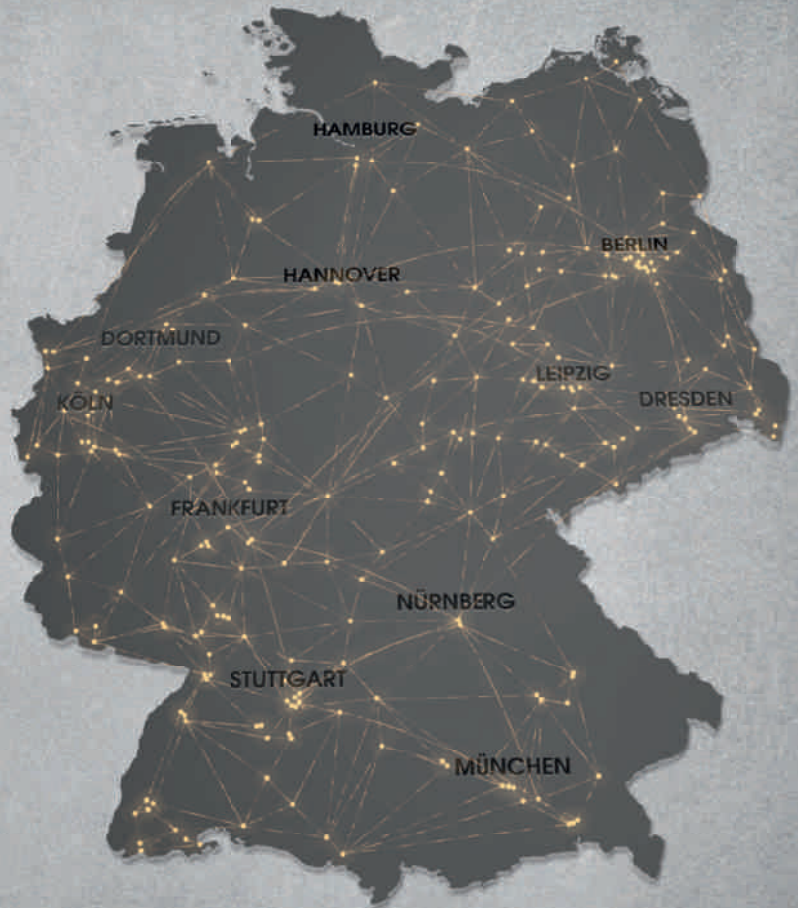 HAMBURG
BERLIN
HANNOVER
DORTMUND
LEIPZIG
KÖLN
DRESDEN
FRANKFURT
NÜRNBERG
STUTTGART
MÜNCHEN